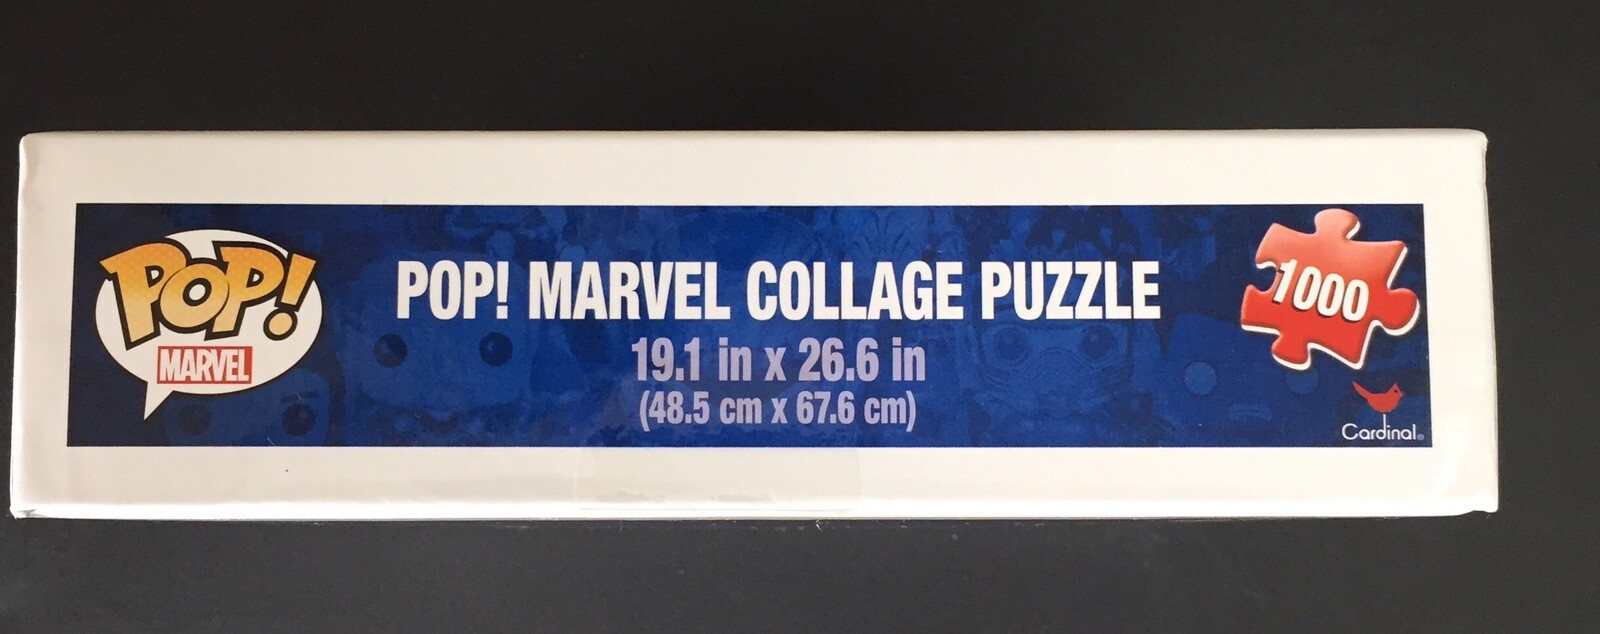 POP!
MARVEL
POP! MARVEL COLLAGE PUZZLE
19.1 in x 26.6 in
(48.5 cm x 67.6 cm)
1000
Cardinal®